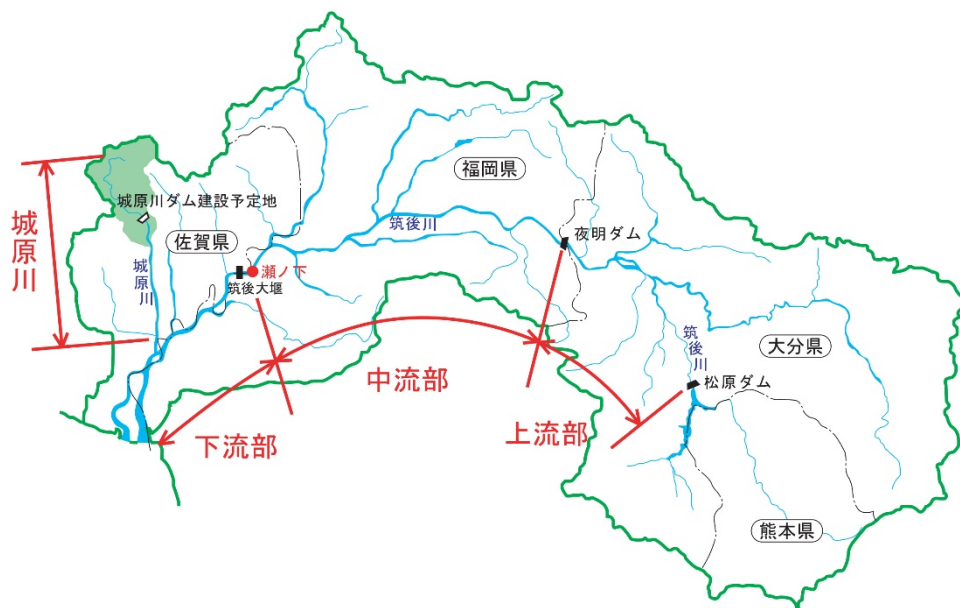 福岡県
城原川ダム建設予定地
筑後川
佐賀県
夜明ダム
城原川
城原川
瀬ノ下
筑後大堰
筑後川
大分県
中流部
松原ダム
下流部
上流部
熊本県